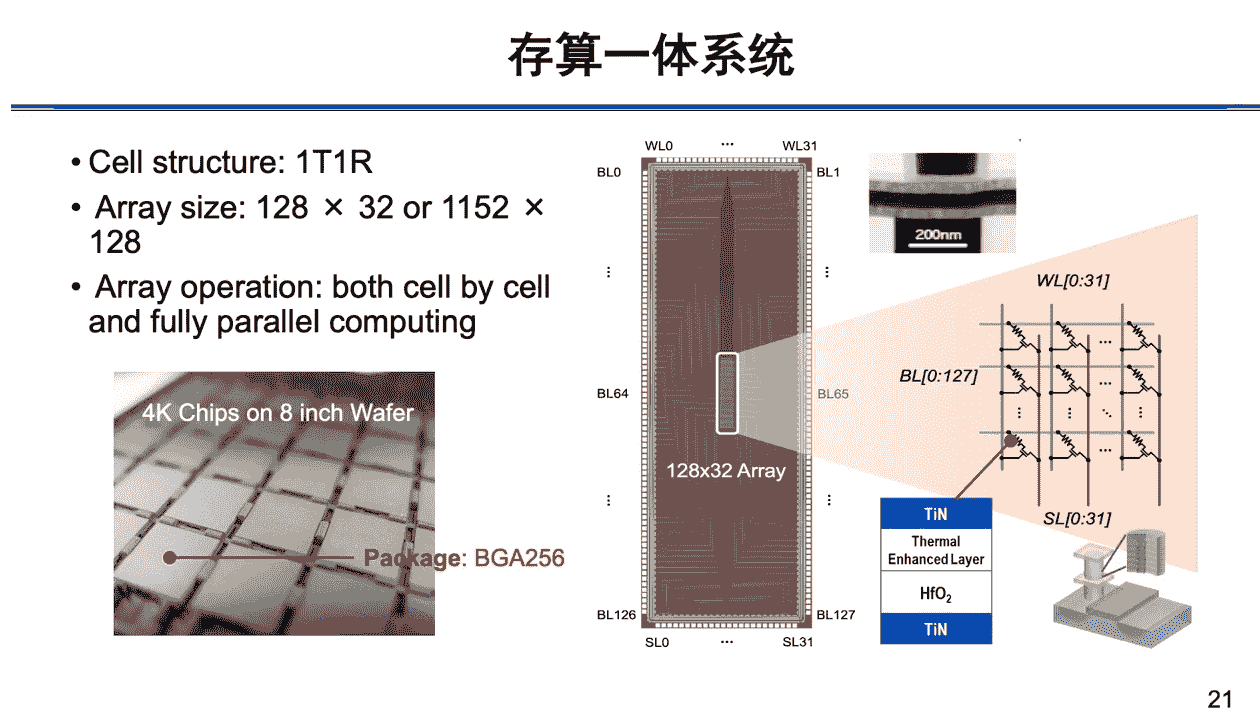 存算一体系统
• Cell structure: 1T1R
• Array size: 128 × 32 or 1152 ×
128
• Array operation: both cell by cell
and fully parallel computing
4K Chips on 8 inch Wafer
Package: BGA256
WL0 ... WL31
BL0
BL1
⋮
⋮
BL64
BL65
128x32 Array
⋮
⋮
BL126
BL127
SL0 ... SL31
200nm
WL[0:31]
BL[0:127]
...
...
⋮ ⋮ ⋱ ⋮
...
SL[0:31]
TiN
Thermal
Enhanced Layer
HfO₂
TiN
21